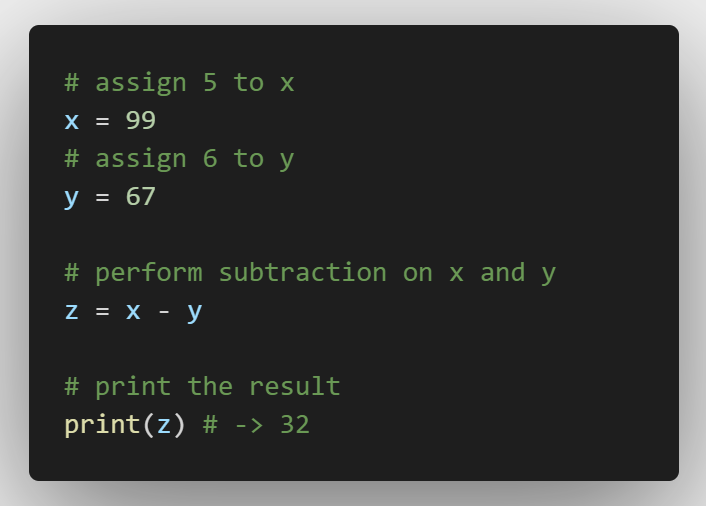 # assign 5 to x
x = 99
# assign 6 to y
y = 67
# perform subtraction on x and y
z = x - y
# print the result
print(z) # -> 32